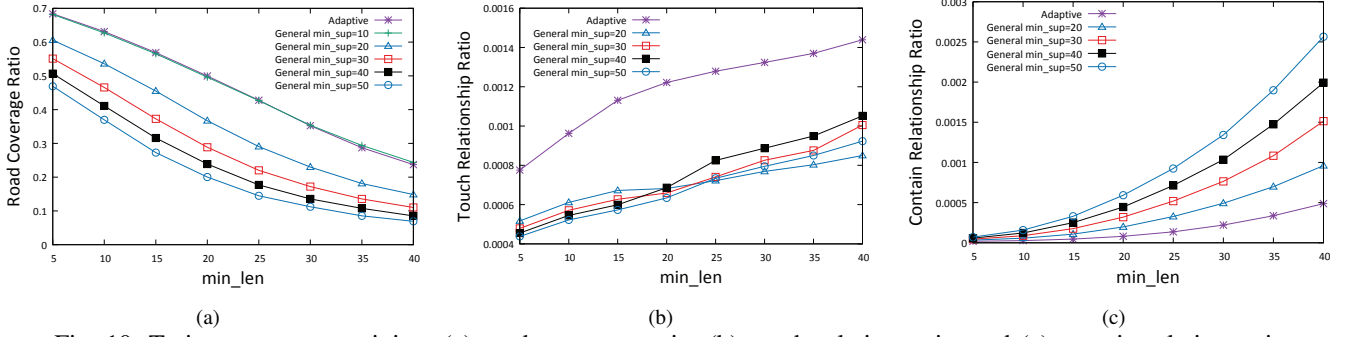 0.7
0.6
0.5
0.4
0.3
0.2
0.1
0
Road Coverage Ratio
Adaptive
General min_sup=10
General min_sup=20
General min_sup=30
General min_sup=40
General min_sup=50
5 10 15 20 25 30 35 40
min_len
(a)
0.0016
0.0014
0.0012
0.001
0.0008
0.0006
0.0004
Touch Relationship Ratio
Adaptive
General min_sup=20
General min_sup=30
General min_sup=40
General min_sup=50
5 10 15 20 25 30 35 40
min_len
(b)
0.003
0.0025
0.002
0.0015
0.001
0.0005
0
Contain Relationship Ratio
Adaptive
General min_sup=20
General min_sup=30
General min_sup=40
General min_sup=50
5 10 15 20 25 30 35 40
min_len
(c)